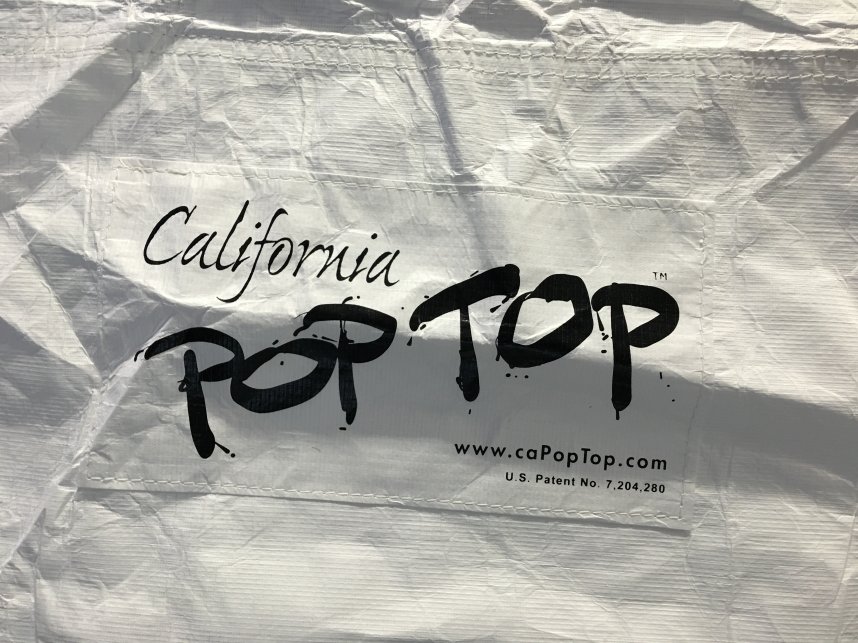 California
POP TOP™
www.caPopTop.com
U.S. Patent No. 7,204,280